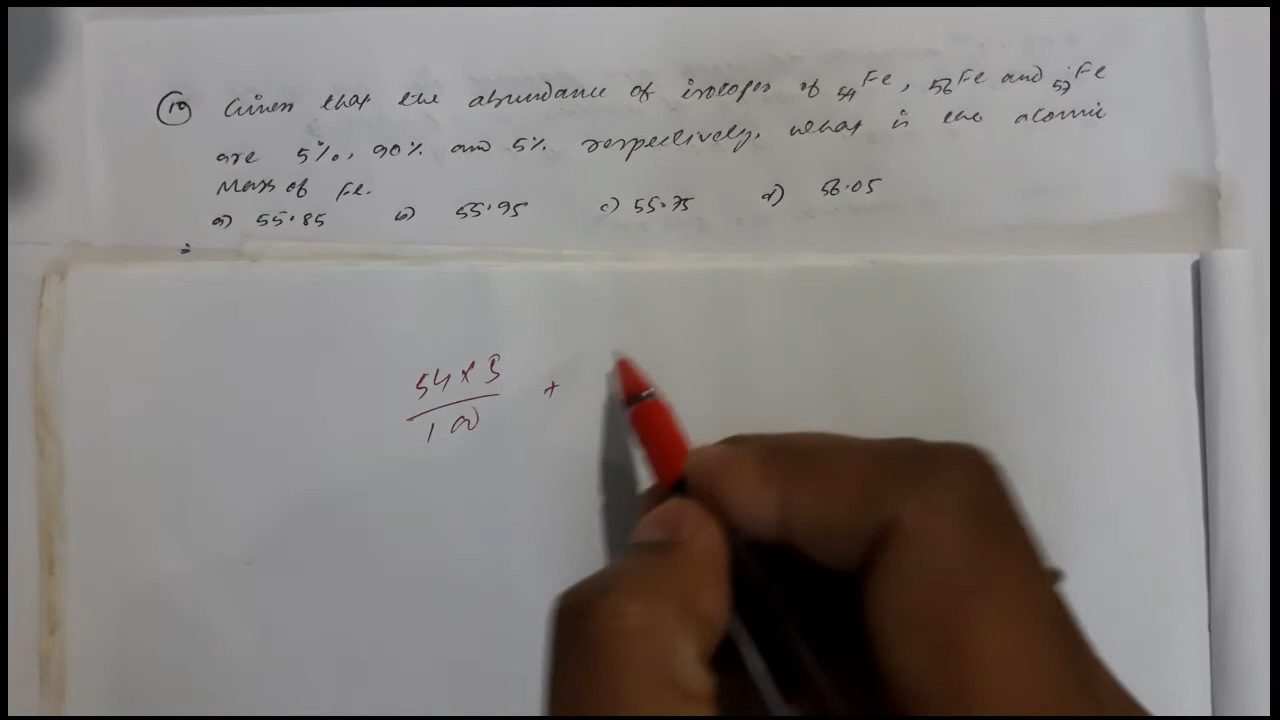 (19) Given that the abundance of isotopes of 54Fe, 56Fe and 57Fe
are 5%, 90% and 5% respectively. What is the atomic
Mass of Fe.
a) 55.85 b) 55.95 c) 55.75 d) 56.05
54 x 5 +
100